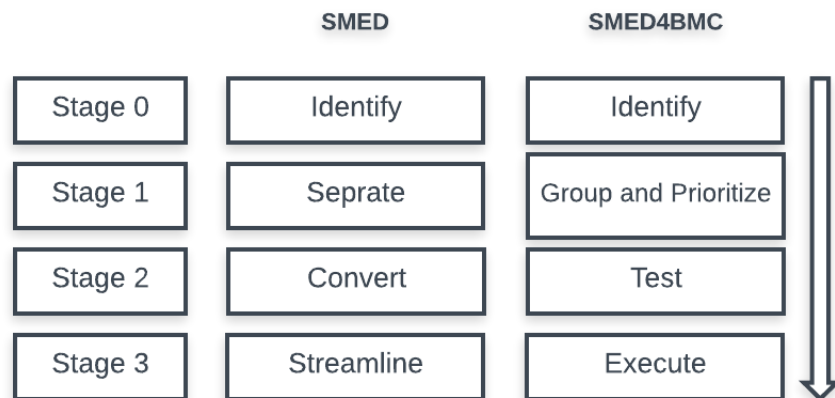 SMED SMED4BMC
Stage 0 Identify Identify
Stage 1 Seprate Group and Prioritize
Stage 2 Convert Test
Stage 3 Streamline Execute